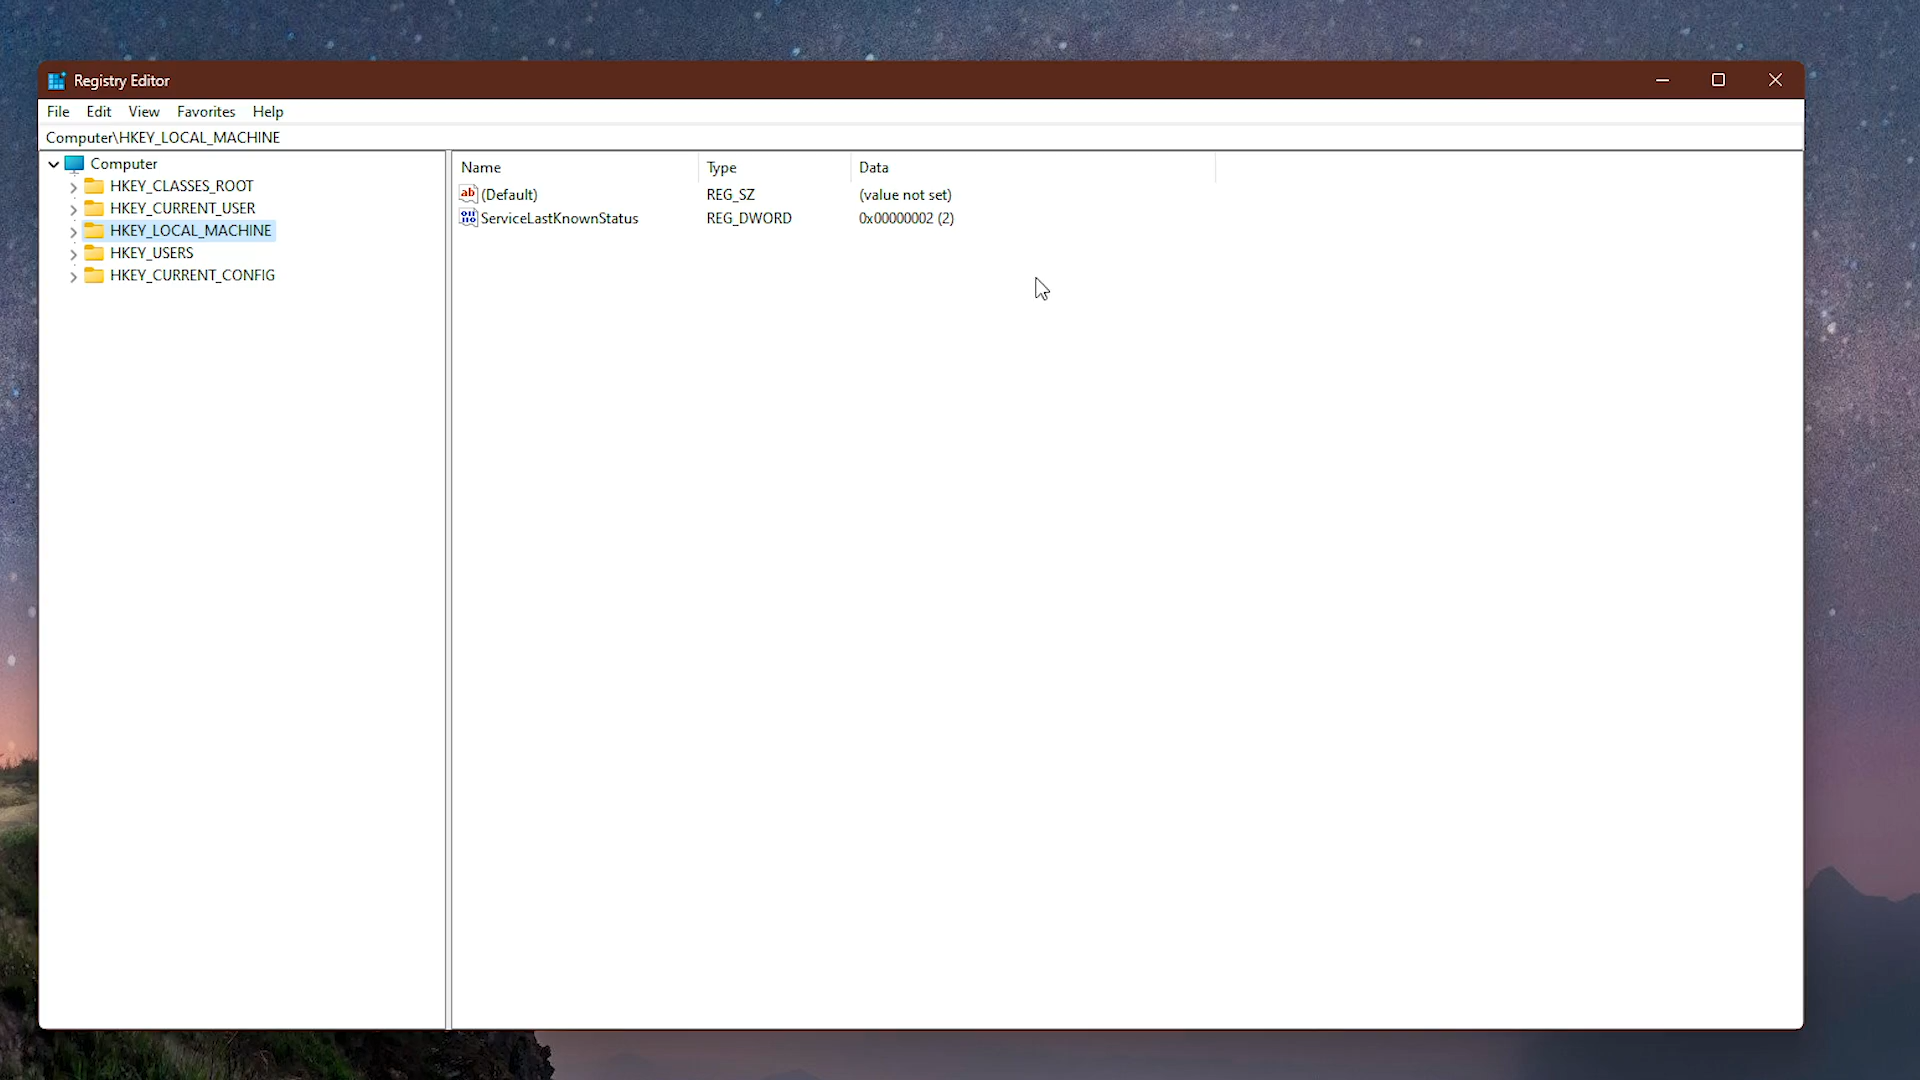 Registry Editor
File Edit View Favorites Help
Computer\HKEY_LOCAL_MACHINE
Computer
HKEY_CLASSES_ROOT
HKEY_CURRENT_USER
HKEY_LOCAL_MACHINE
HKEY_USERS
HKEY_CURRENT_CONFIG
Name Type Data
ab (Default) REG_SZ (value not set)
ServiceLastKnownStatus REG_DWORD 0x00000002 (2)